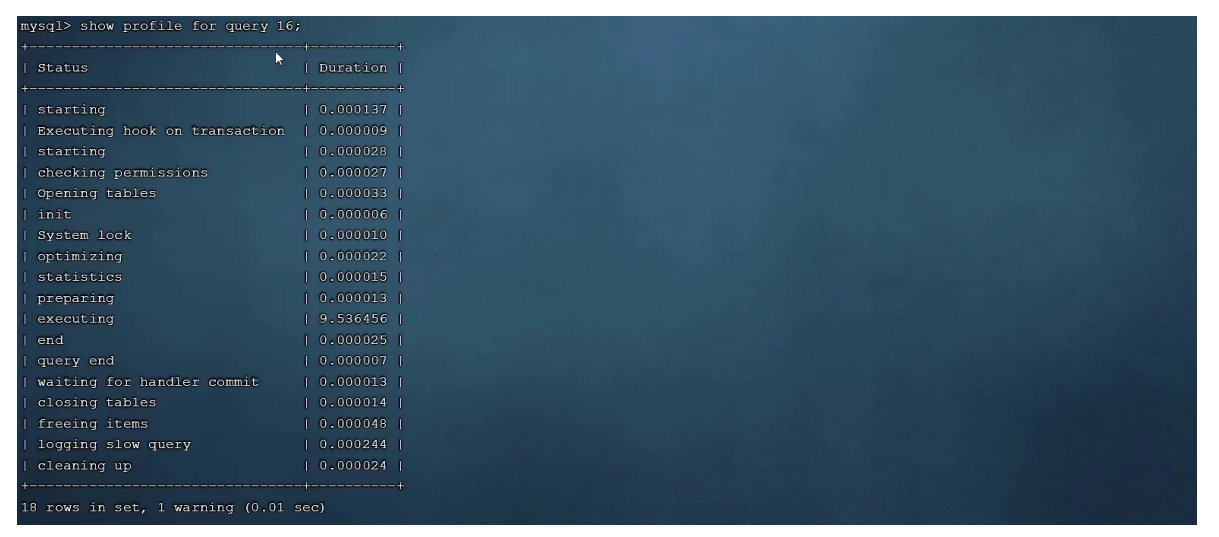 mysql> show profile for query 16;
+--------------------------------+----------+
| Status                         | Duration |
+--------------------------------+----------+
| starting                       | 0.000137 |
| Executing hook on transaction  | 0.000009 |
| starting                       | 0.000028 |
| checking permissions           | 0.000027 |
| Opening tables                 | 0.000033 |
| init                           | 0.000006 |
| System lock                    | 0.000010 |
| optimizing                     | 0.000022 |
| statistics                     | 0.000015 |
| preparing                      | 0.000013 |
| executing                      | 9.536456 |
| end                            | 0.000025 |
| query end                      | 0.000007 |
| waiting for handler commit     | 0.000013 |
| closing tables                 | 0.000014 |
| freeing items                  | 0.000048 |
| logging slow query             | 0.000244 |
| cleaning up                    | 0.000024 |
+--------------------------------+----------+
18 rows in set, 1 warning (0.01 sec)